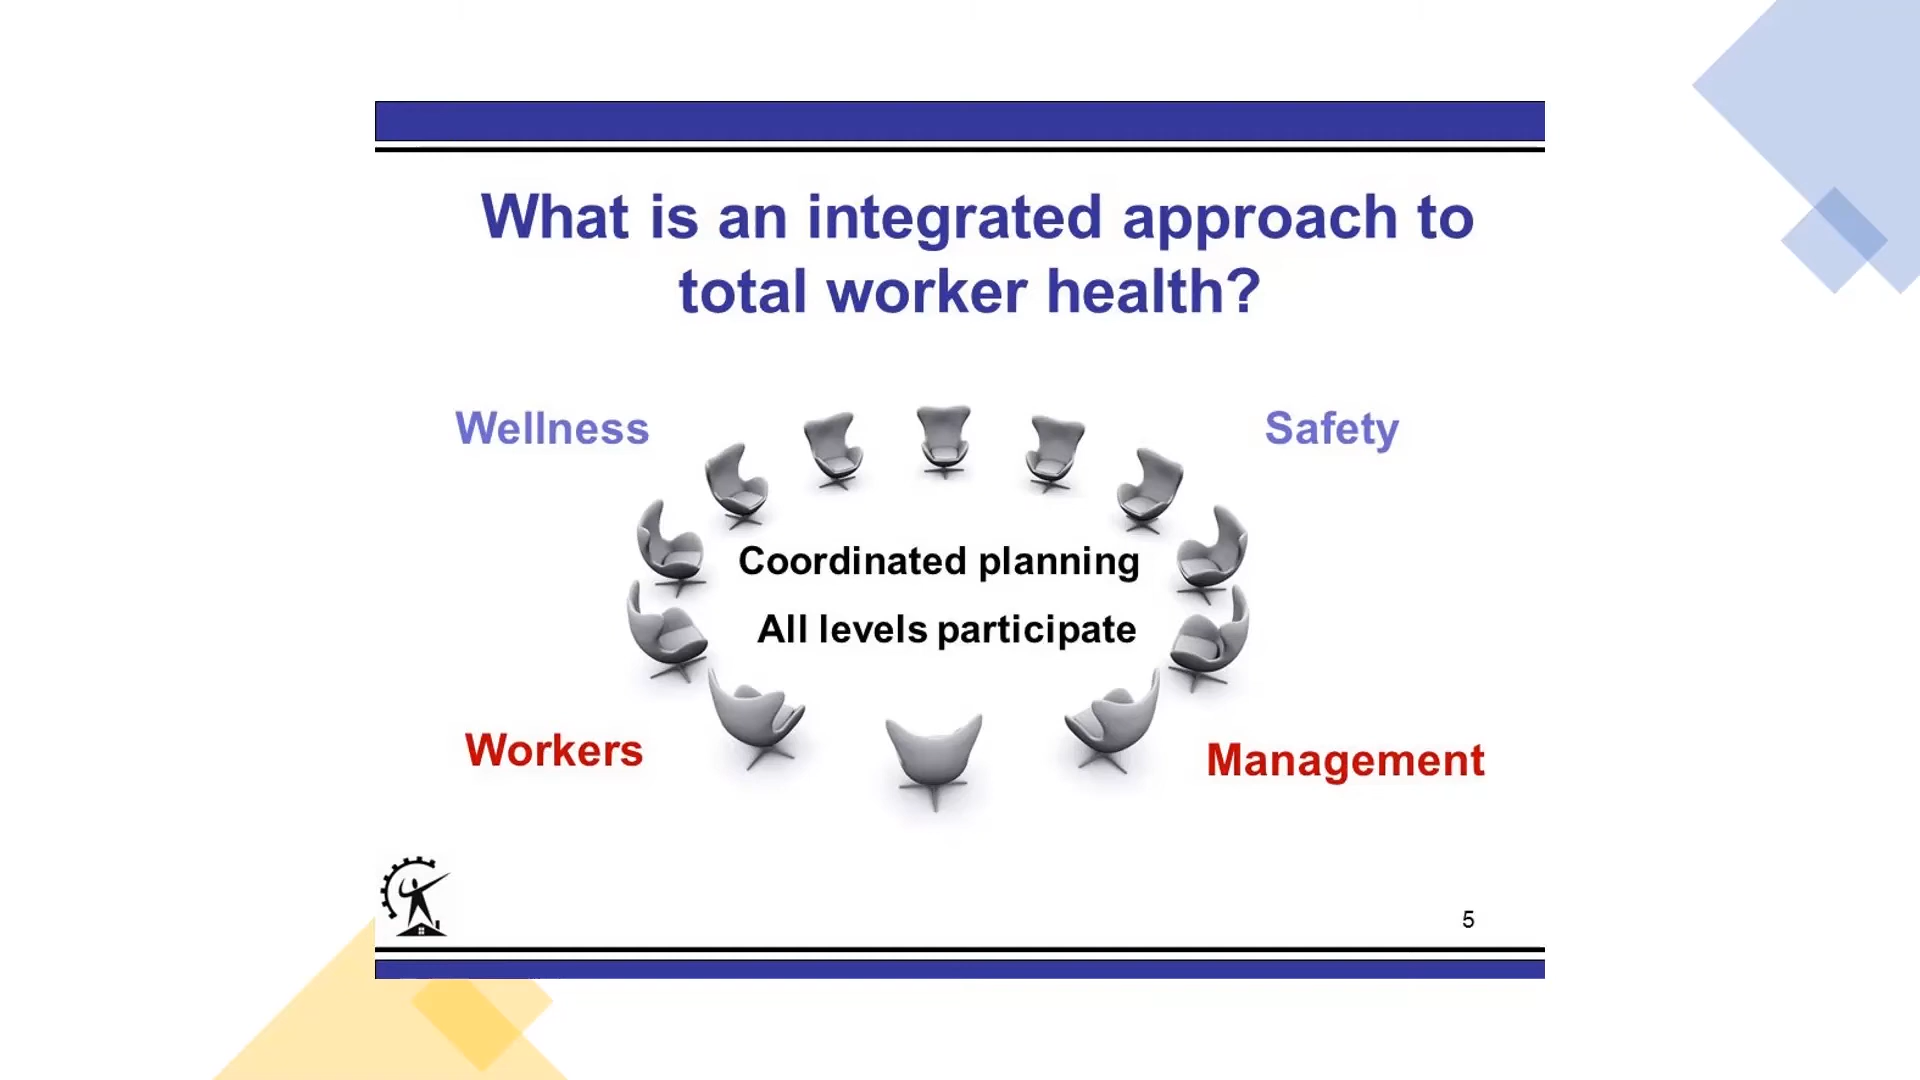 What is an integrated approach to
total worker health?
Wellness
Safety
Coordinated planning
All levels participate
Workers
Management
5